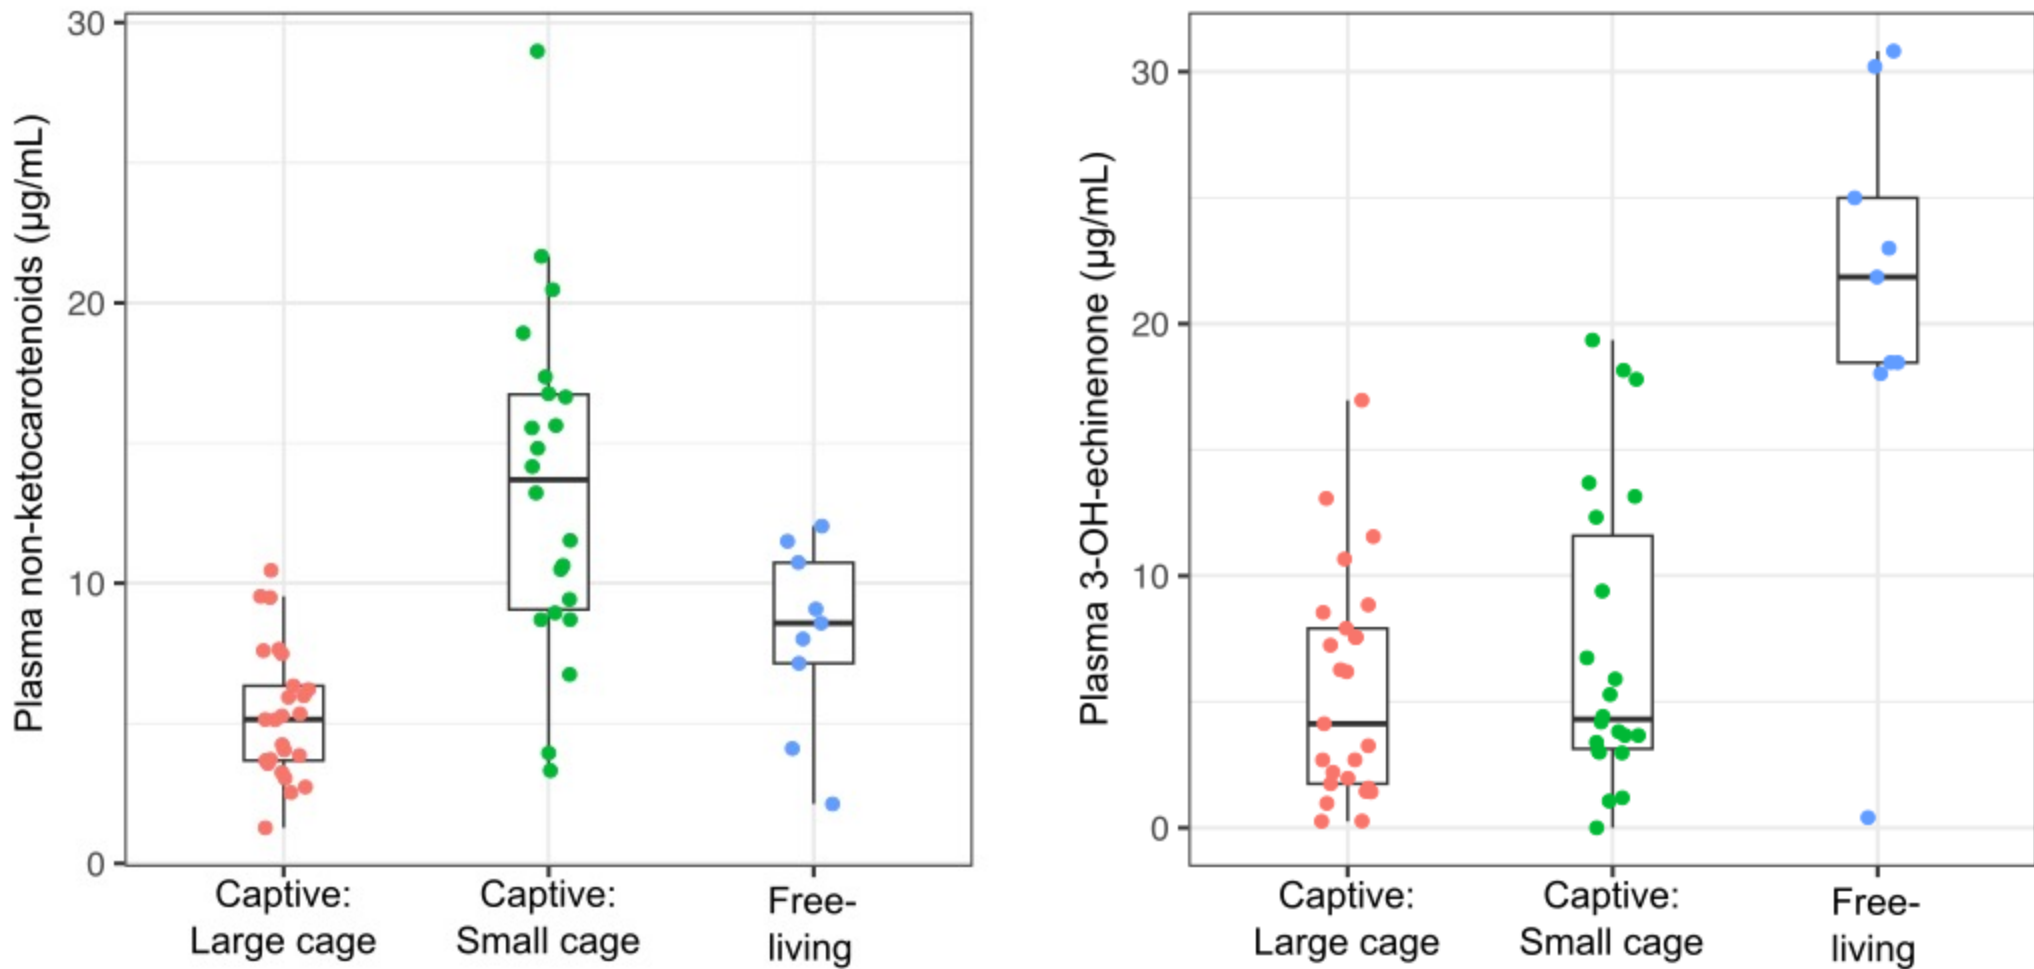 Plasma non-ketocarotenoids (µg/mL)
30
20
10
0
Captive:
Large cage
Captive:
Small cage
Free-
living
Plasma 3-OH-echinenone (µg/mL)
30
20
10
0
Captive:
Large cage
Captive:
Small cage
Free-
living